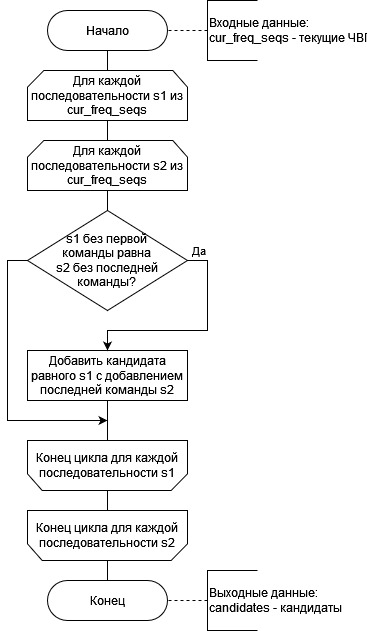 Начало
Входные данные:
cur_freq_seqs - текущие ЧВП
Для каждой
последовательности s1 из
cur_freq_seqs
Для каждой
последовательности s2 из
cur_freq_seqs
s1 без первой
команды равна
s2 без последней
команды?
Да
Добавить кандидата
равного s1 с добавлением
последней команды s2
Конец цикла для каждой
последовательности s1
Конец цикла для каждой
последовательности s2
Конец
Выходные данные:
candidates - кандидаты